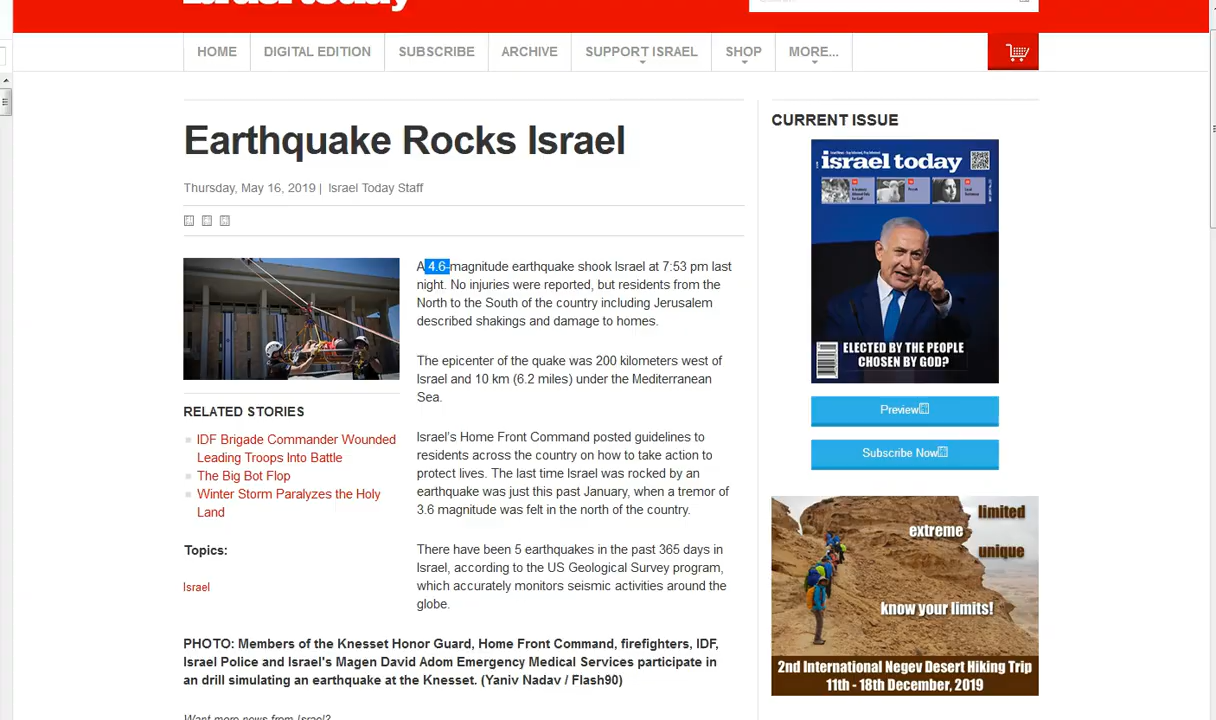 israel today
HOME
DIGITAL EDITION
SUBSCRIBE
ARCHIVE
SUPPORT ISRAEL
SHOP
MORE...
Earthquake Rocks Israel
Thursday, May 16, 2019 | Israel Today Staff
A 4.6-magnitude earthquake shook Israel at 7:53 pm last
night. No injuries were reported, but residents from the
North to the South of the country including Jerusalem
described shakings and damage to homes.
The epicenter of the quake was 200 kilometers west of
Israel and 10 km (6.2 miles) under the Mediterranean
Sea.
Israel's Home Front Command posted guidelines to
residents across the country on how to take action to
protect lives. The last time Israel was rocked by an
earthquake was just this past January, when a tremor of
3.6 magnitude was felt in the north of the country.
There have been 5 earthquakes in the past 365 days in
Israel, according to the US Geological Survey program,
which accurately monitors seismic activities around the
globe.
RELATED STORIES
IDF Brigade Commander Wounded
Leading Troops Into Battle
The Big Bot Flop
Winter Storm Paralyzes the Holy
Land
Topics:
Israel
PHOTO: Members of the Knesset Honor Guard, Home Front Command, firefighters, IDF,
Israel Police and Israel's Magen David Adom Emergency Medical Services participate in
an drill simulating an earthquake at the Knesset. (Yaniv Nadav / Flash90)
Want more news from Israel?
CURRENT ISSUE
israel today
ELECTED BY THE PEOPLE
CHOSEN BY GOD?
Preview
Subscribe Now
limited
extreme
unique
know your limits!
2nd International Negev Desert Hiking Trip
11th - 18th December, 2019